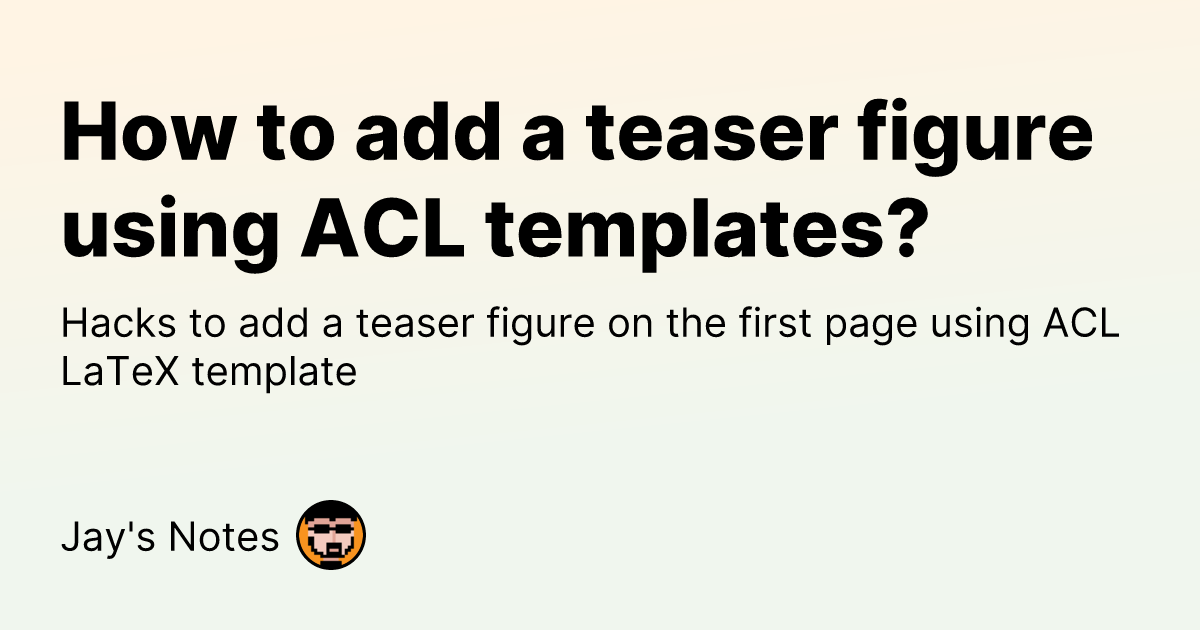 How to add a teaser figure
using ACL templates?
Hacks to add a teaser figure on the first page using ACL
LaTeX template
Jay's Notes